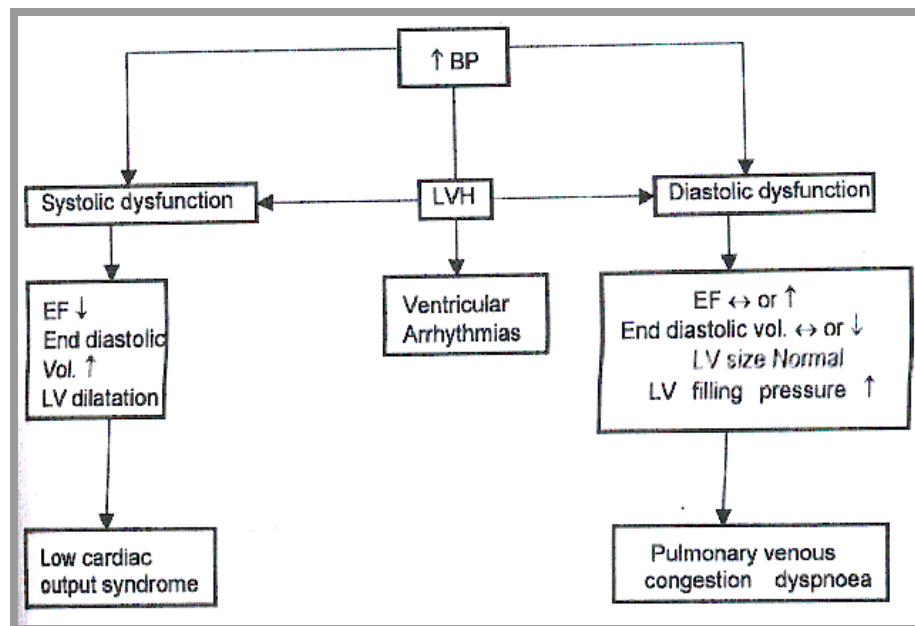 ↑ BP
Systolic dysfunction
LVH
Diastolic dysfunction
EF ↓
End diastolic
Vol. ↑
LV dilatation
Ventricular
Arrhythmias
EF ↔ or ↑
End diastolic vol. ↔ or ↓
LV size Normal
LV filling pressure ↑
Low cardiac
output syndrome
Pulmonary venous
congestion dyspnoea